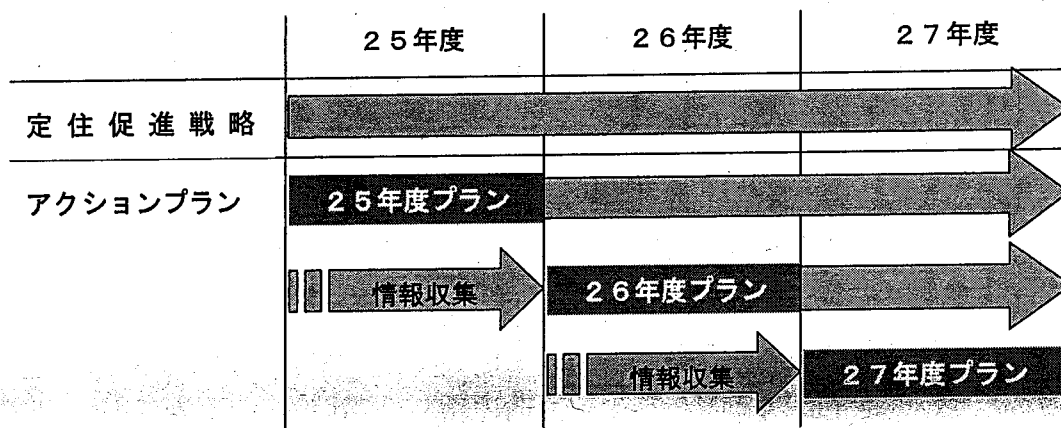 ２５年度 ２６年度 ２７年度
定住促進戦略
アクションプラン ２５年度プラン
情報収集 ２６年度プラン
情報収集 ２７年度プラン